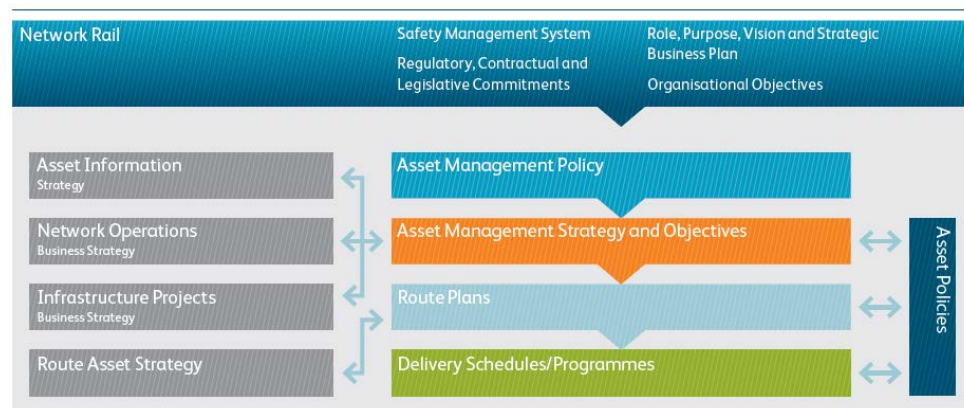 Network Rail
Safety Management System
Regulatory, Contractual and
Legislative Commitments
Role, Purpose, Vision and Strategic
Business Plan
Organisational Objectives
Asset Information
Strategy
Network Operations
Business Strategy
Infrastructure Projects
Business Strategy
Route Asset Strategy
Asset Management Policy
Asset Management Strategy and Objectives
Route Plans
Delivery Schedules/Programmes
Asset Policies